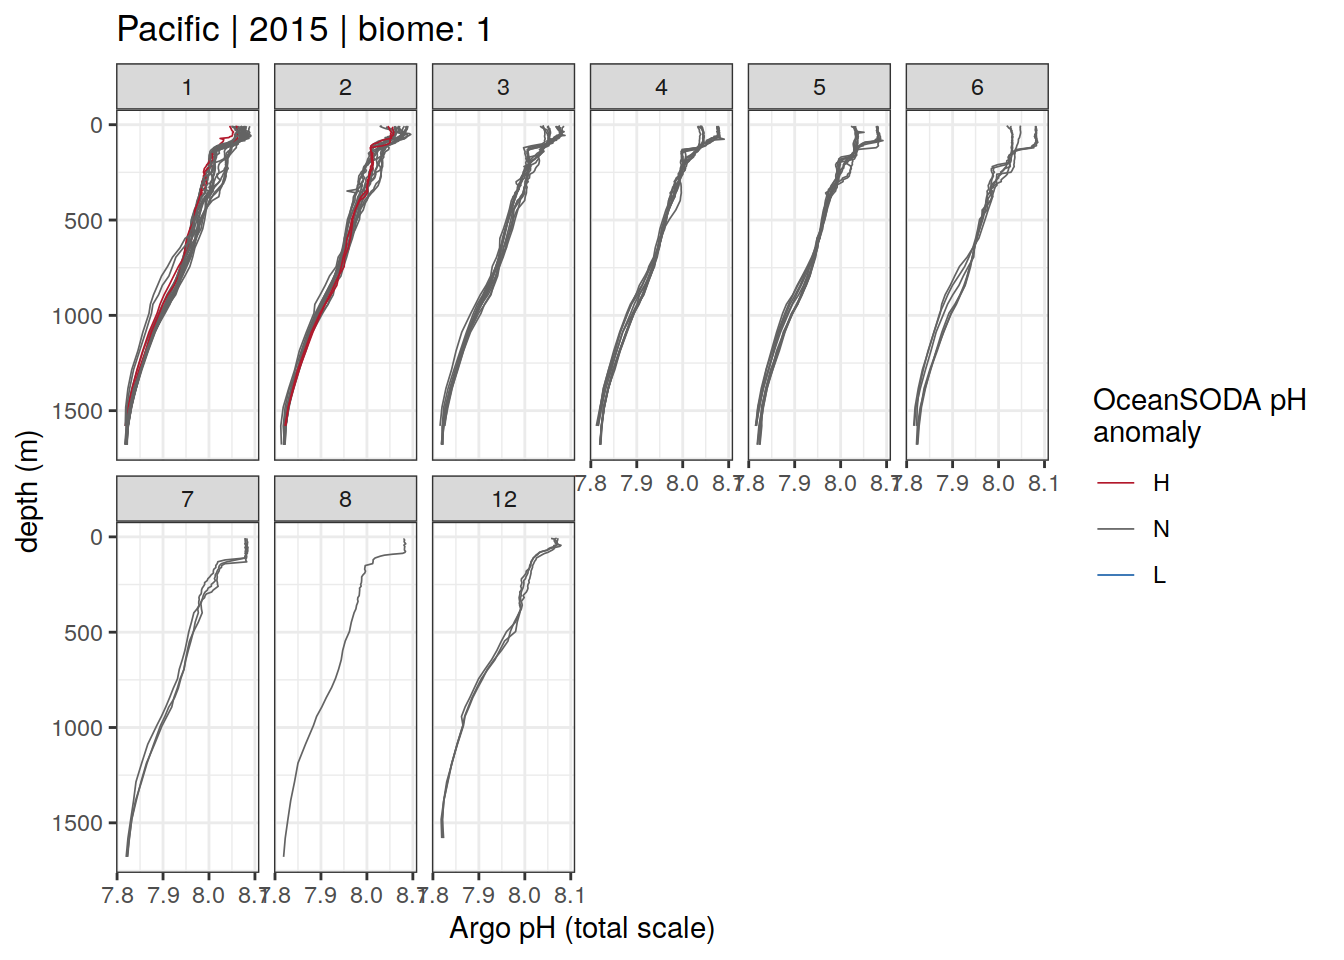 Pacific | 2015 | biome: 1
1 2 3 4 5 6
0
500
1000
1500
7.8 7.9 8.0 8.1 7.8 7.9 8.0 8.1 7.8 7.9 8.0 8.1
7 8 12
0
500
1000
1500
7.8 7.9 8.0 8.1 7.8 7.9 8.0 8.1 7.8 7.9 8.0 8.1
Argo pH (total scale)
depth (m)
OceanSODA pH
anomaly
H
N
L